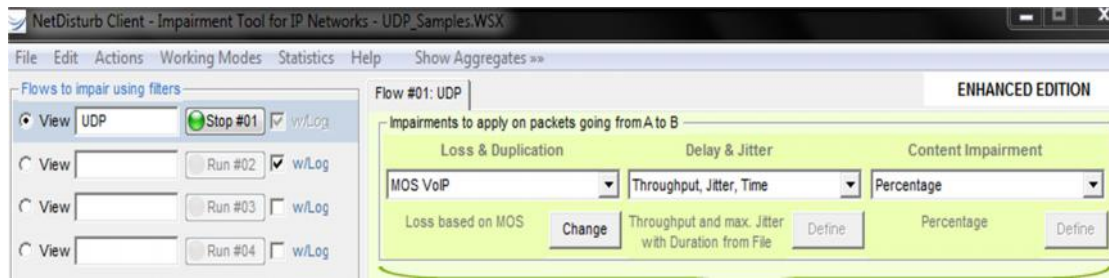 NetDisturb Client - Impairment Tool for IP Networks - UDP_Samples.WSX
File Edit Actions Working Modes Statistics Help Show Aggregates »»
Flows to impair using filters
View UDP Stop #01 w/Log
View Run #02 w/Log
View Run #03 w/Log
View Run #04 w/Log
Flow #01: UDP
ENHANCED EDITION
Impairments to apply on packets going from A to B
Loss & Duplication Delay & Jitter Content Impairment
MOS VoIP Throughput, Jitter, Time Percentage
Loss based on MOS Change Throughput and max. Jitter with Duration from File Define Percentage Define